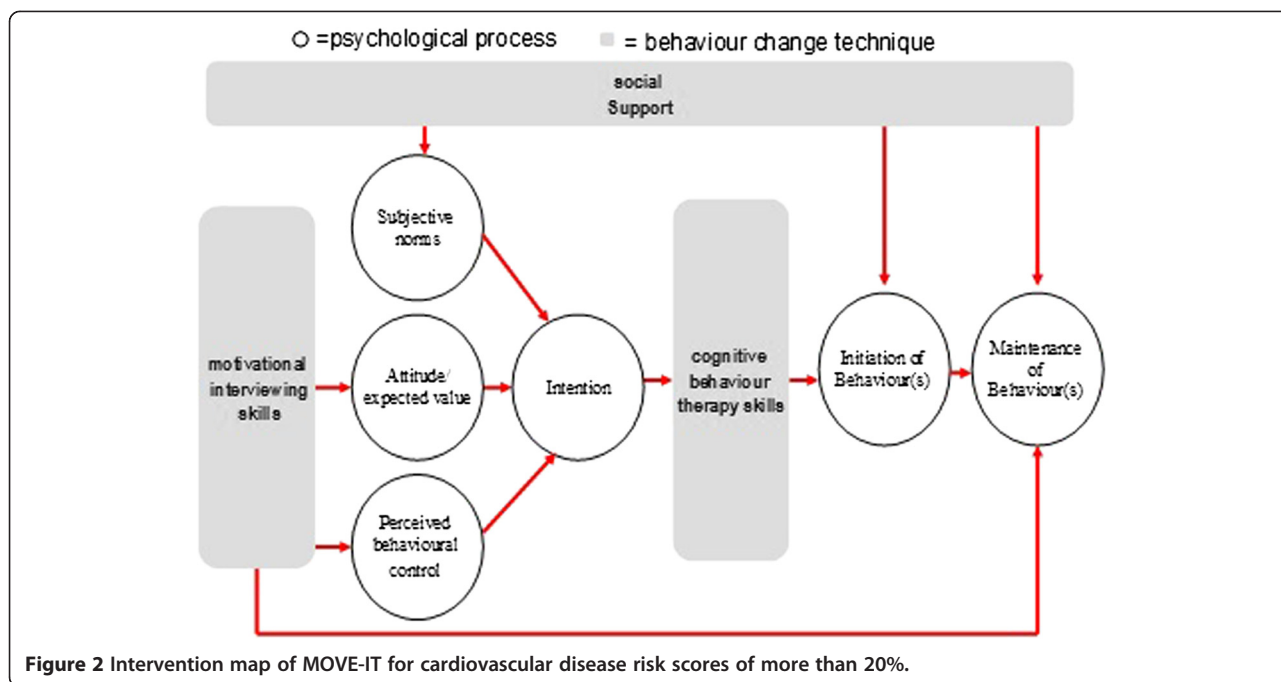 O =psychological process = behaviour change technique
social
Support
Subjective
norms
motivational
interviewing
skills
Attitude/
expected value
Intention
cognitive
behaviour
therapy skills
Initiation of
Behaviour(s)
Maintenance
of
Behaviour(s)
Perceived
behavioural
control
Figure 2 Intervention map of MOVE-IT for cardiovascular disease risk scores of more than 20%.